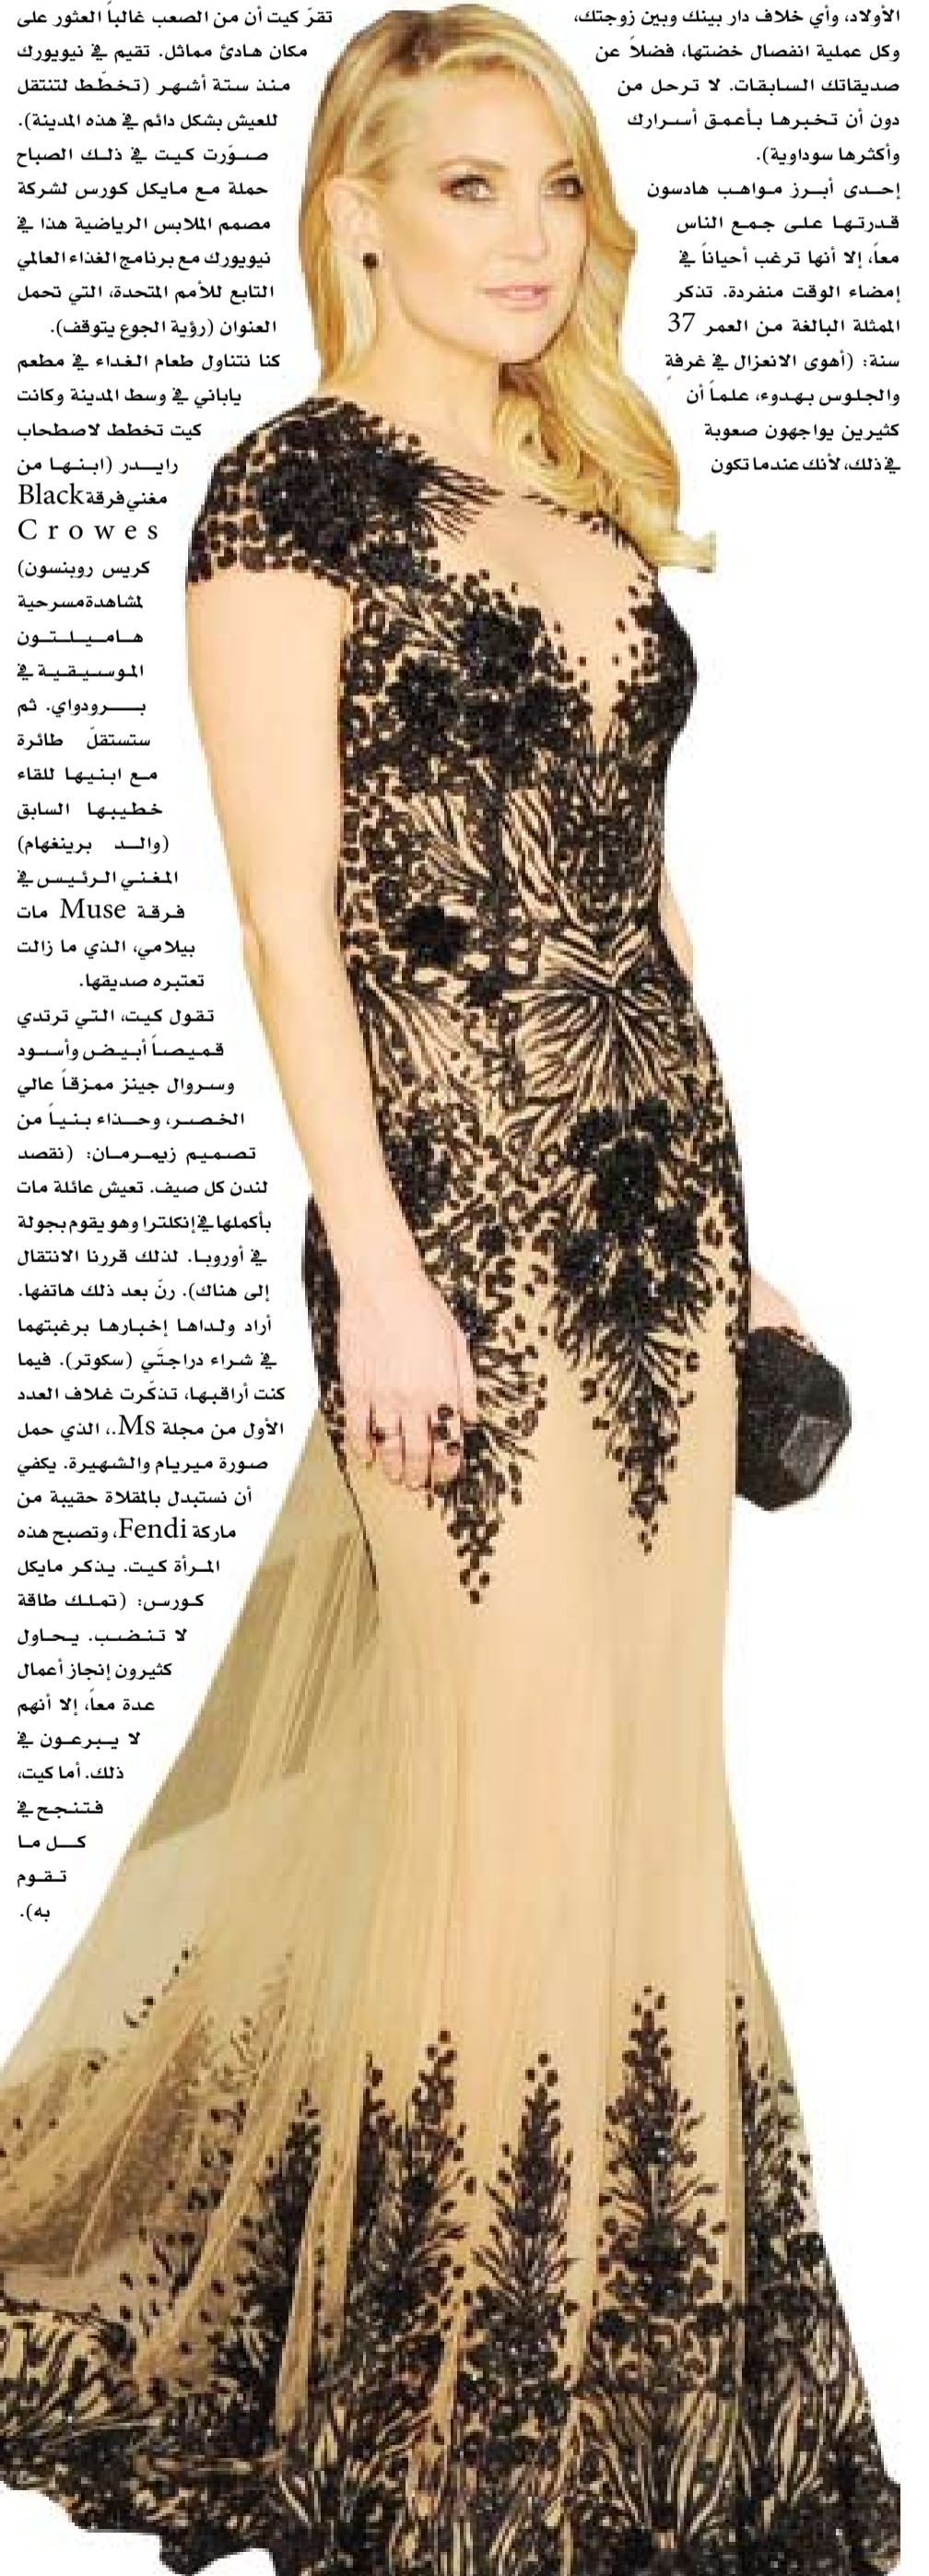 الأولاد، وأي خلاف دار بينك وبين زوجتك،
وكل عملية انفصال خضتها، فضلاً عن
صديقاتك السابقات. لا ترحل من
دون أن تخبرها بأعمق أسرارك
وأكثرها سوداوية).
إحدى أبرز مواهب هادسون
قدرتها على جمع الناس
معاً، إلا أنها ترغب أحياناً في
إمضاء الوقت منفردة. تذكر
الممثلة البالغة من العمر 37
سنة: (أهوى الانعزال في غرفةٍ
والجلوس بهدوء، علماً أن
كثيرين يواجهون صعوبة
في ذلك، لأنك عندما تكون
تقرّ كيت أن من الصعب غالباً العثور على
مكان هادئ مماثل. تقيم في نيويورك
منذ ستة أشهر (تخطّط لتنتقل
للعيش بشكل دائم في هذه المدينة).
صوّرت كيت في ذلك الصباح
حملة مع مايكل كورس لشركة
مصمم الملابس الرياضية هذا في
نيويورك مع برنامج الغذاء العالمي
التابع للأمم المتحدة، التي تحمل
العنوان (رؤية الجوع يتوقف).
كنا نتناول طعام الغداء في مطعم
ياباني في وسط المدينة وكانت
كيت تخطط لاصطحاب
رايدر (ابنها من
مغني فرقة Black
Crowes
كريس روبنسون)
لمشاهدة مسرحية
هاميلتون
الموسيقية في
برودواي. ثم
ستستقلّ طائرة
مع ابنيها للقاء
خطيبها السابق
(والد برينغهام)
المغني الرئيس في
فرقة Muse مات
بيلامي، الذي ما زالت
تعتبره صديقها.
تقول كيت، التي ترتدي
قميصاً أبيض وأسود
وسروال جينز ممزقاً عالي
الخصر، وحذاء بنياً من
تصميم زيمرمان: (نقصد
لندن كل صيف. تعيش عائلة مات
بأكملها في إنكلترا وهو يقوم بجولة
في أوروبا. لذلك قررنا الانتقال
إلى هناك). رنّ بعد ذلك هاتفها.
أراد ولداها إخبارها برغبتهما
في شراء دراجتَي (سكوتر). فيما
كنت أراقبها، تذكّرت غلاف العدد
الأول من مجلة Ms.، الذي حمل
صورة ميريام والشهيرة. يكفي
أن نستبدل بالمقلاة حقيبة من
ماركة Fendi، وتصبح هذه
المرأة كيت. يذكر مايكل
كورس: (تملك طاقة
لا تنضب. يحاول
كثيرون إنجاز أعمال
عدة معاً، إلا أنهم
لا يبرعون في
ذلك. أما كيت،
فتنجح في
كل ما
تقوم
به).